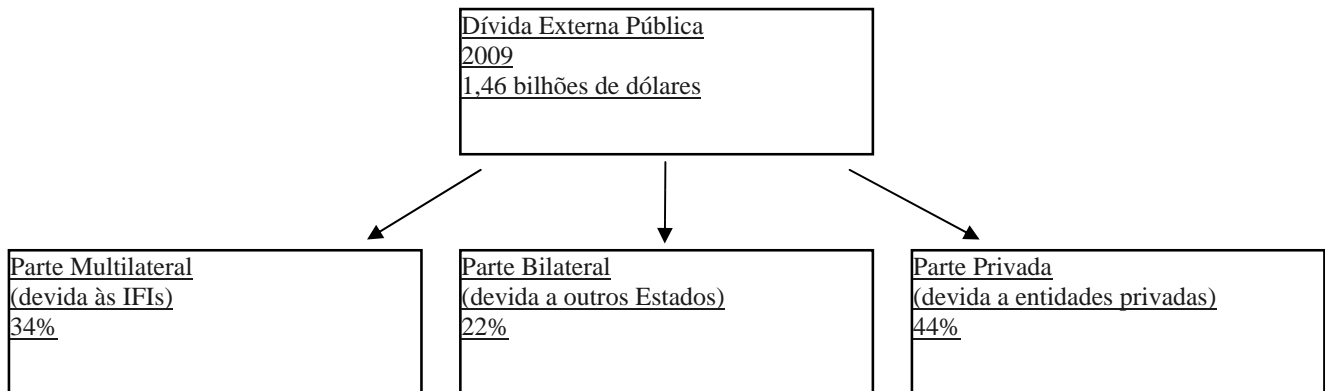 Dívida Externa Pública
2009
1,46 bilhões de dólares
Parte Multilateral
(devida às IFIs)
34%
Parte Bilateral
(devida a outros Estados)
22%
Parte Privada
(devida a entidades privadas)
44%